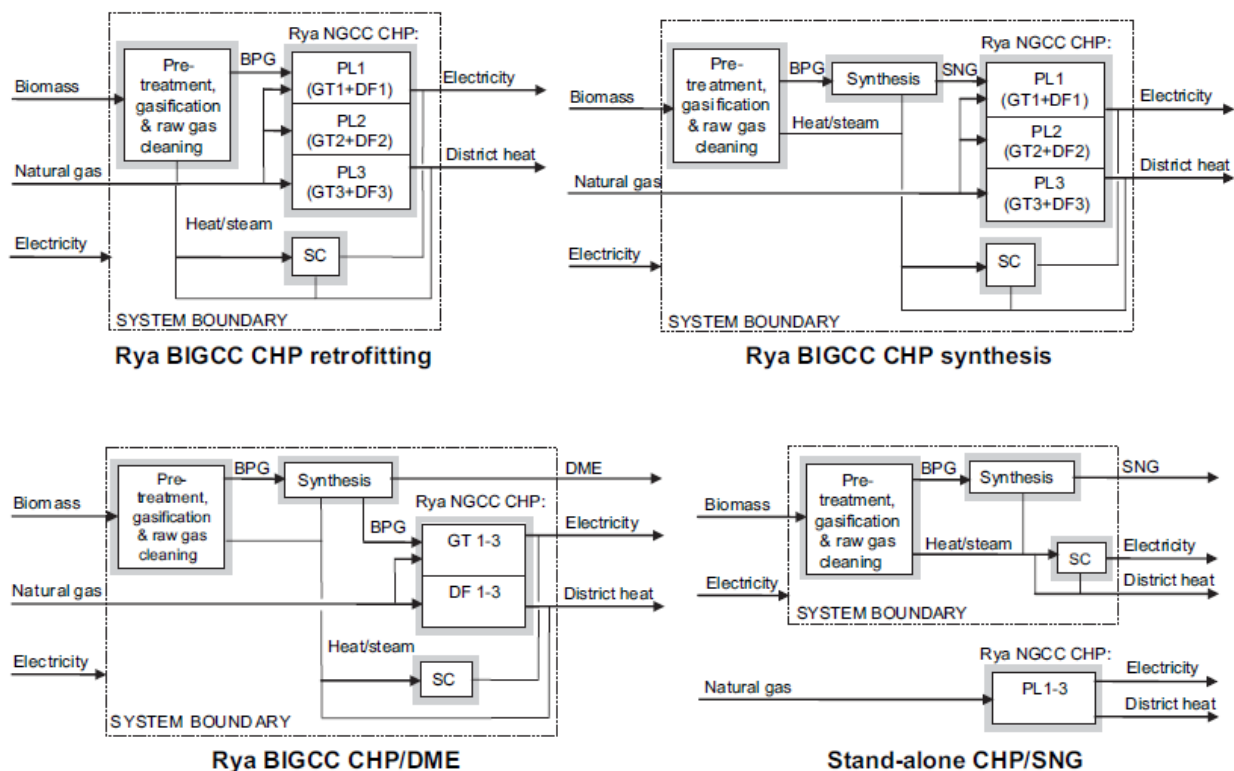 Rya NGCC CHP:
Pre-
treatment,
gasification
& raw gas
cleaning
BPG
PL1
(GT1+DF1)
PL2
(GT2+DF2)
PL3
(GT3+DF3)
Electricity
Biomass
District heat
Natural gas
Heat/steam
Electricity
SC
SYSTEM BOUNDARY
Rya BIGCC CHP retrofitting
Rya NGCC CHP:
Pre-
treatment,
gasification
& raw gas
cleaning
BPG
Synthesis
SNG
PL1
(GT1+DF1)
PL2
(GT2+DF2)
PL3
(GT3+DF3)
Electricity
Biomass
Heat/steam
District heat
Natural gas
Electricity
SC
SYSTEM BOUNDARY
Rya BIGCC CHP synthesis
Pre-
treatment,
gasification
& raw gas
cleaning
BPG
Synthesis
DME
Rya NGCC CHP:
Biomass
BPG
GT 1-3
Electricity
Natural gas
DF 1-3
District heat
Heat/steam
Electricity
SC
SYSTEM BOUNDARY
Rya BIGCC CHP/DME
Pre-
treatment,
gasification
& raw gas
cleaning
BPG
Synthesis
SNG
Biomass
Heat/steam
SC
Electricity
District heat
Electricity
SYSTEM BOUNDARY
Rya NGCC CHP:
Natural gas
PL1-3
Electricity
District heat
Stand-alone CHP/SNG